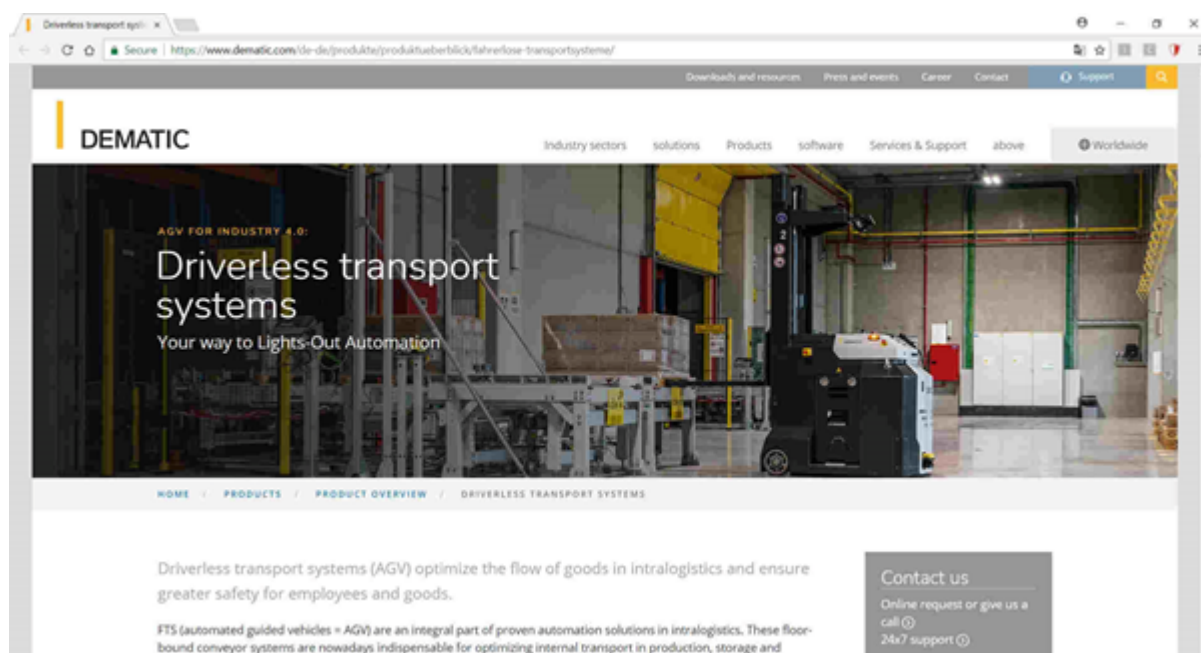 Driverless transport syst
Secure | https://www.dematic.com/de-de/produkte/produktueberblick/fahrerlose-transportsysteme/
Downloads and resources Press and events Career Contact Support
DEMATIC
Industry sectors solutions Products software Services & Support above Worldwide
AGV FOR INDUSTRY 4.0:
Driverless transport
systems
Your way to Lights-Out Automation
HOME / PRODUCTS / PRODUCT OVERVIEW / DRIVERLESS TRANSPORT SYSTEMS
Driverless transport systems (AGV) optimize the flow of goods in intralogistics and ensure
greater safety for employees and goods.
FTS (automated guided vehicles = AGV) are an integral part of proven automation solutions in intralogistics. These floor-
bound conveyor systems are nowadays indispensable for optimizing internal transport in production, storage and
Contact us
Online request or give us a
call
24x7 support